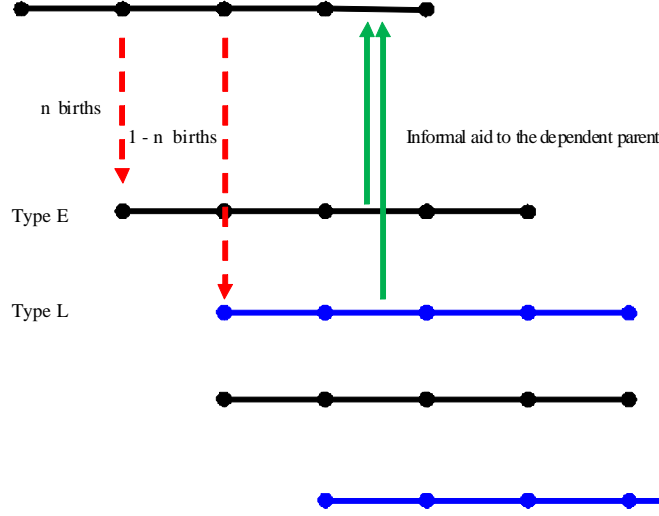 n births
1 - n births
Informal aid to the dependent parent
Type E
Type L